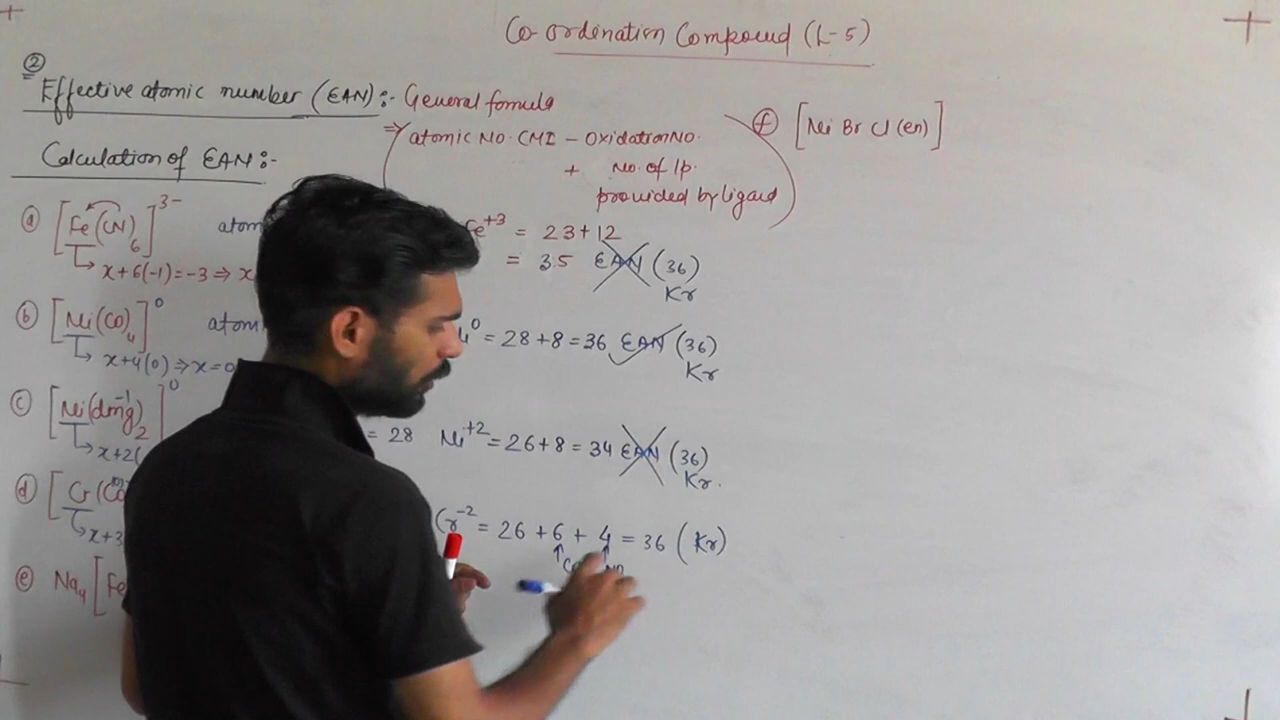 Co-ordination Compound (L-5)
②
Effective atomic number (EAN):- General formula
⇒ atomic No. CMI - Oxidation No.
+ No. of lp.
provided by ligand
Calculation of EAN:-
ⓕ [Ni Br Cl (en)]
ⓐ [Fe(CN)6]3- atom Fe+3 = 23+12
= 35 EAN (36)
Kr
x+6(-1)=-3 ⇒ x
ⓑ [Ni(CO)4]0 atom 0 = 28+8=36 EAN (36)
Kr
x+4(0) ⇒ x=0
ⓒ [Ni(dmg)-1 2]0 = 28 Ni+2 = 26+8 = 34 EAN (36)
Kr.
x+2(
ⓓ [Cr(Co Cr-2 = 26+6+4 = 36 (Kr)
x+3
ⓔ Na4[Fe